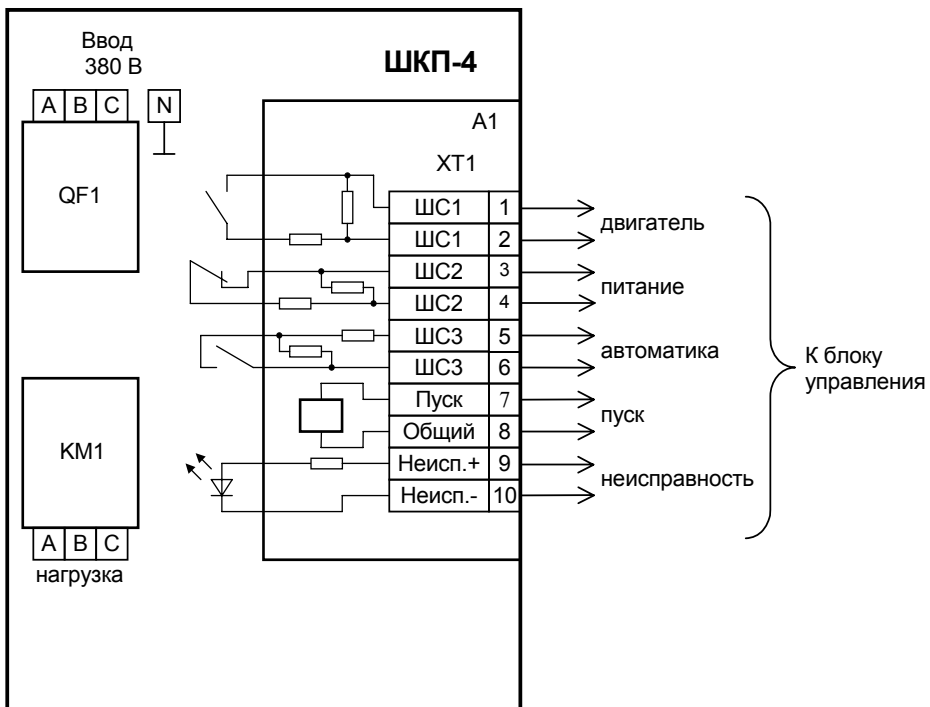 Ввод
380 В
ШКП-4
A B C N
QF1
A1
XT1
ШС1 1
ШС1 2
двигатель
ШС2 3
ШС2 4
питание
ШС3 5
ШС3 6
автоматика
Пуск 7
Общий 8
пуск
Неисп.+ 9
Неисп.- 10
неисправность
К блоку
управления
KM1
A B C
нагрузка